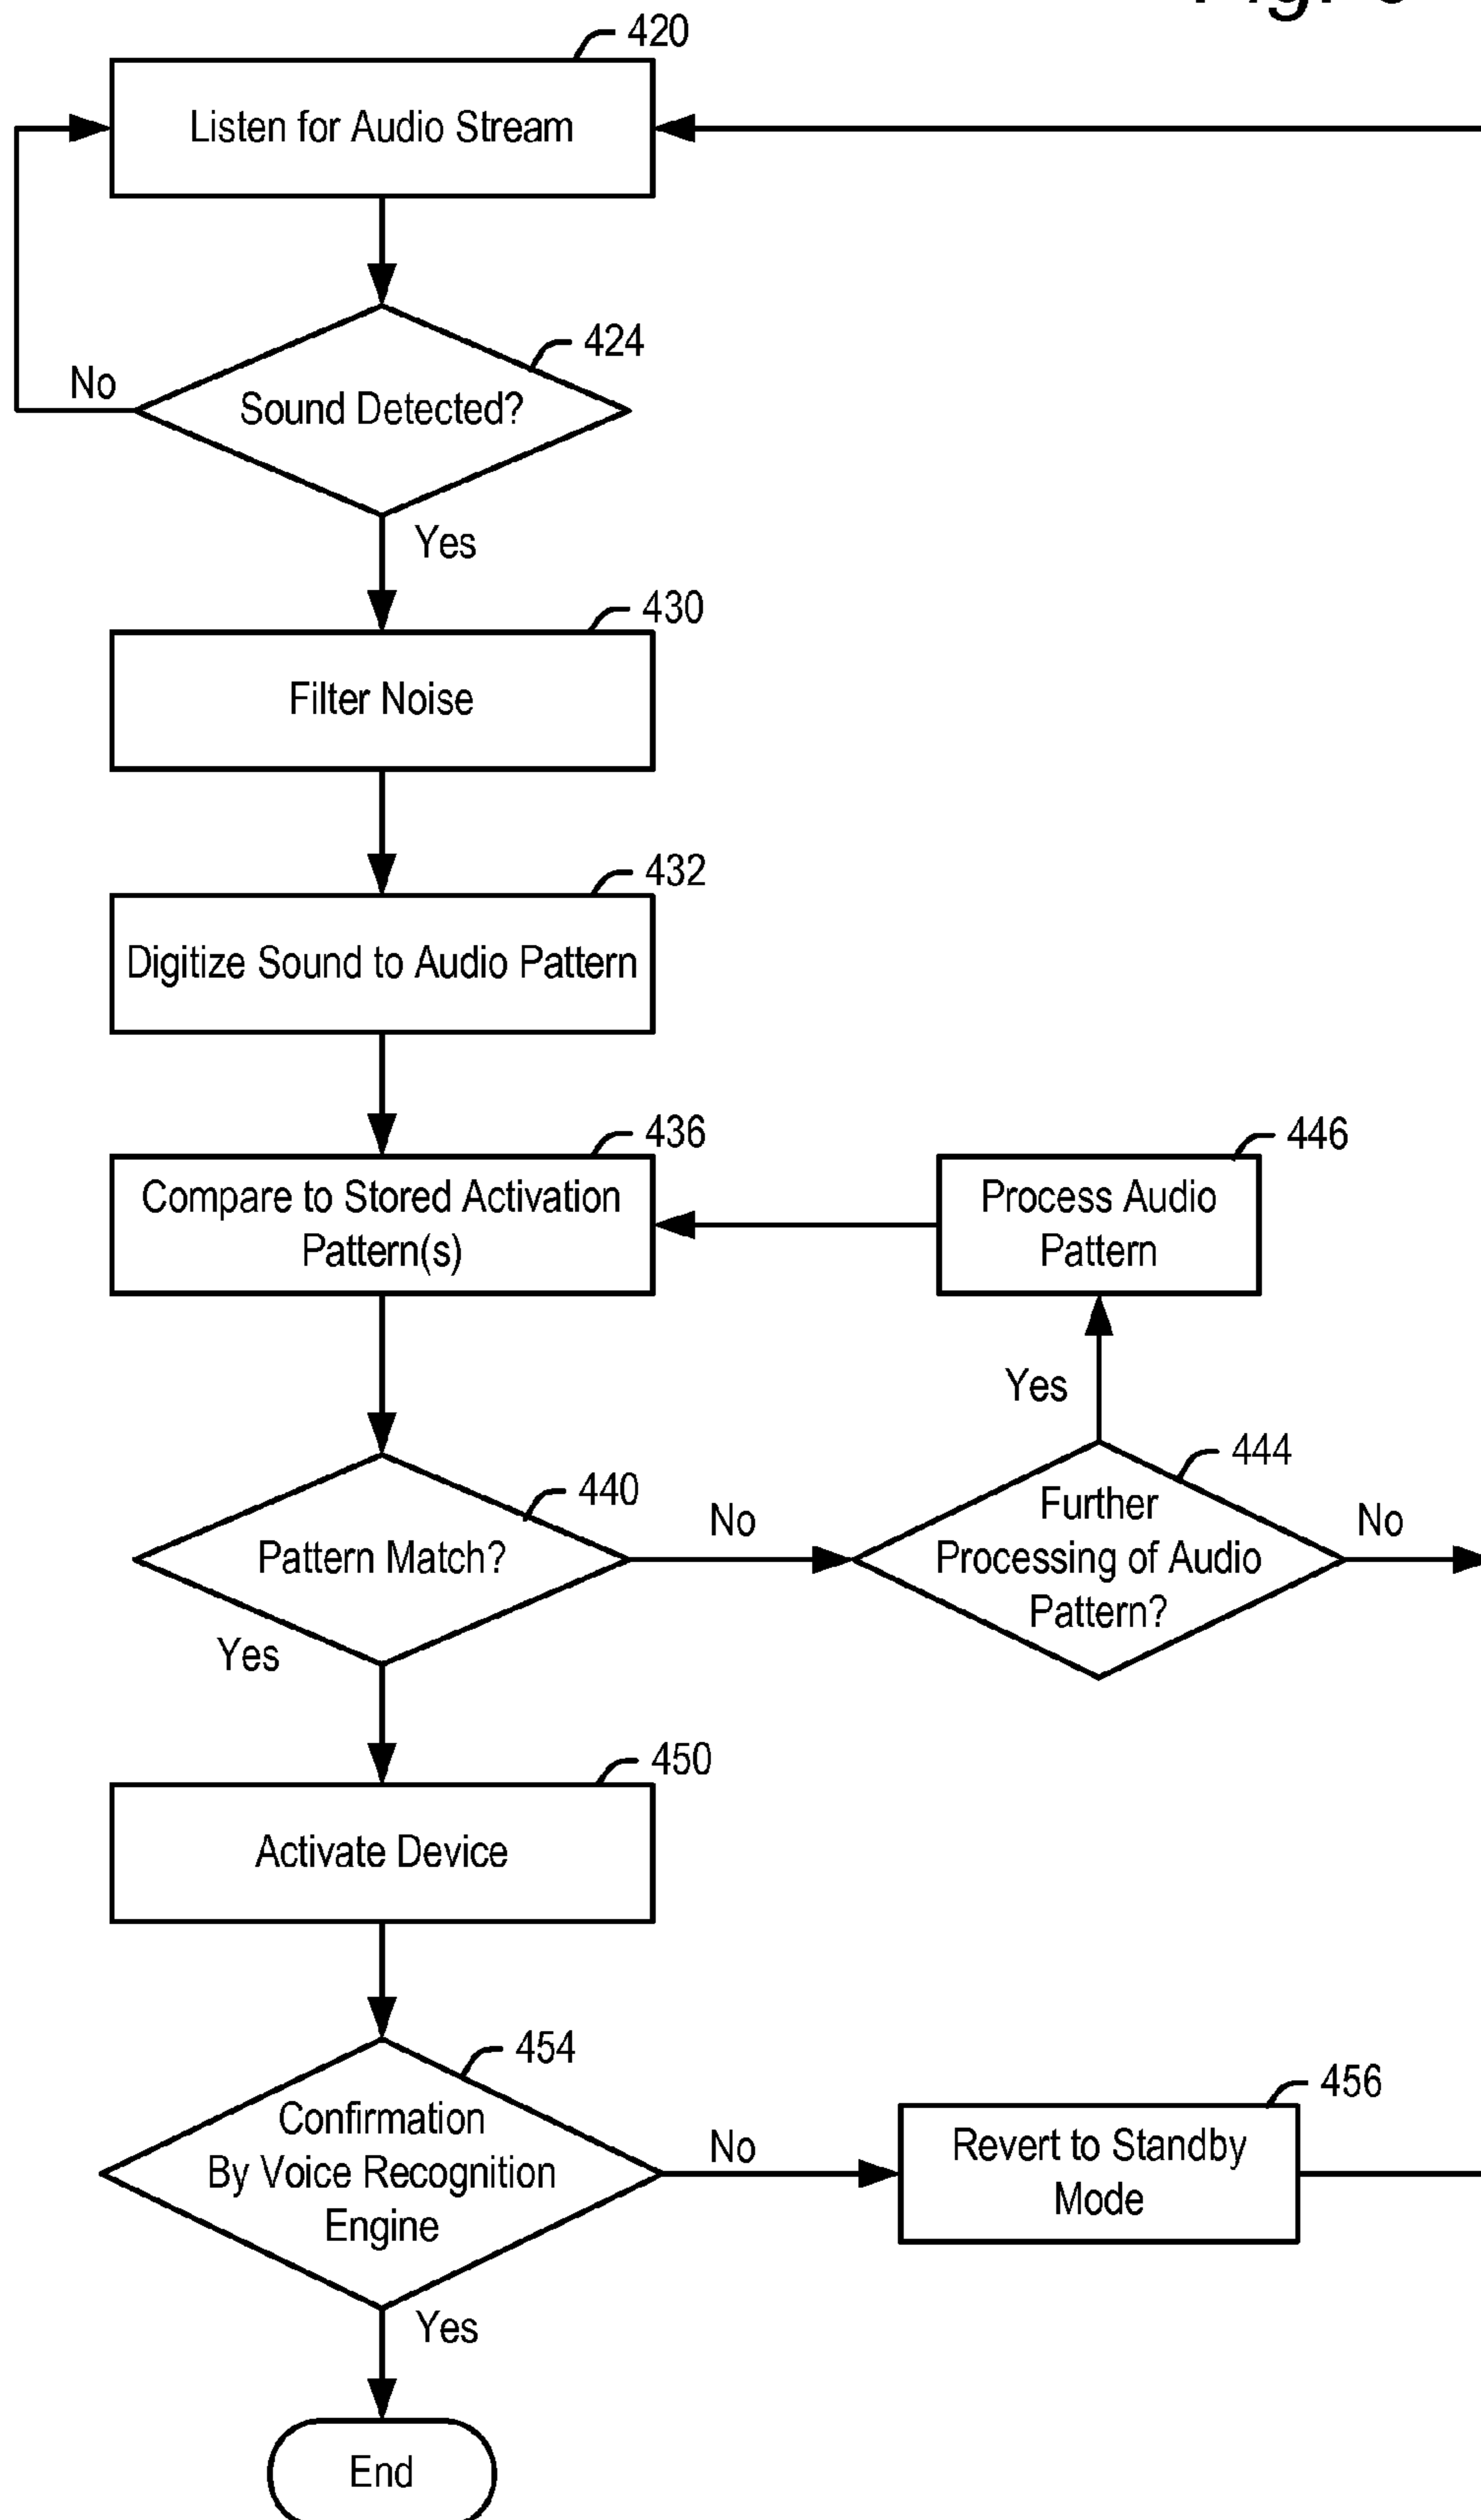 420
Listen for Audio Stream
424
No
Sound Detected?
Yes
430
Filter Noise
432
Digitize Sound to Audio Pattern
436
Compare to Stored Activation
Pattern(s)
446
Process Audio
Pattern
Yes
440
Pattern Match?
No
444
Further
Processing of Audio
Pattern?
No
Yes
450
Activate Device
454
Confirmation
By Voice Recognition
Engine
No
456
Revert to Standby
Mode
Yes
End